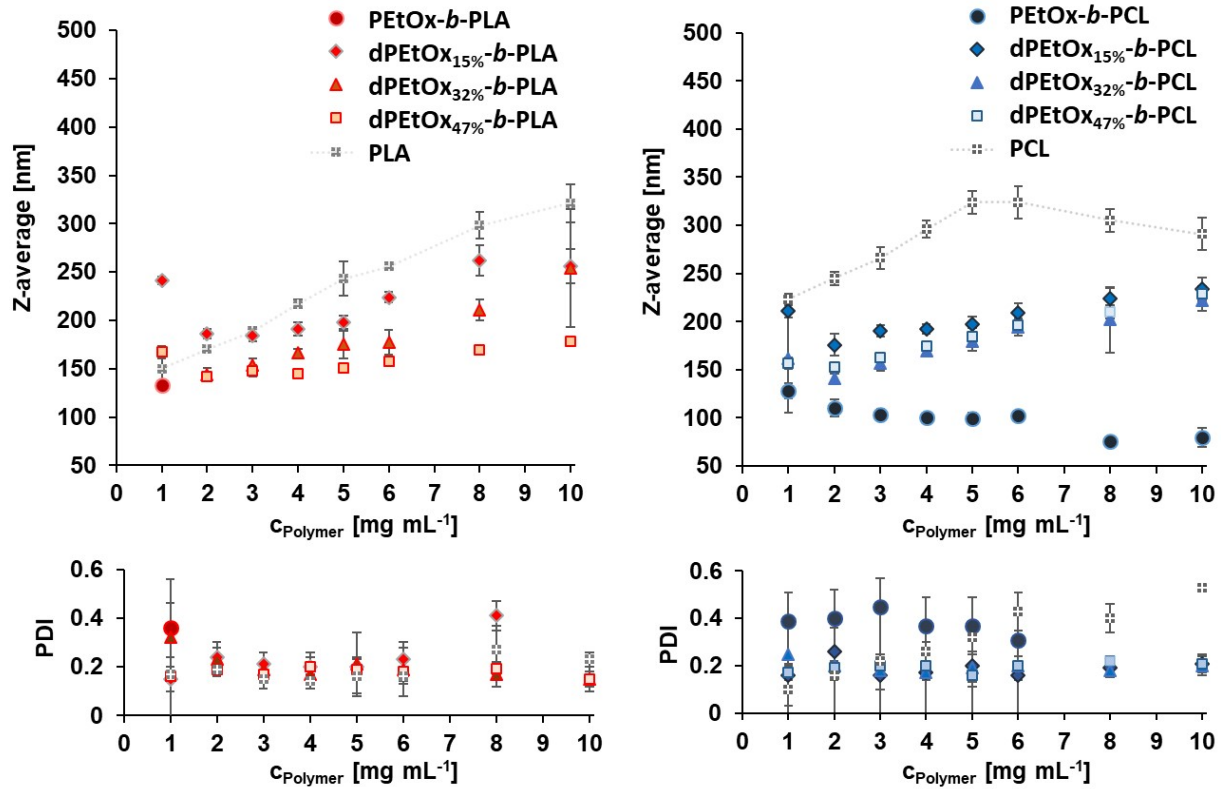 PEtOx-b-PLA
dPEtOx15%-b-PLA
dPEtOx32%-b-PLA
dPEtOx47%-b-PLA
PLA
Z-average [nm]
500
450
400
350
300
250
200
150
100
50
0 1 2 3 4 5 6 7 8 9 10
cPolymer [mg mL-1]
PEtOx-b-PCL
dPEtOx15%-b-PCL
dPEtOx32%-b-PCL
dPEtOx47%-b-PCL
PCL
Z-average [nm]
500
450
400
350
300
250
200
150
100
50
0 1 2 3 4 5 6 7 8 9 10
cPolymer [mg mL-1]
PDI
0.6
0.4
0.2
0
0 1 2 3 4 5 6 7 8 9 10
cPolymer [mg mL-1]
PDI
0.6
0.4
0.2
0
0 1 2 3 4 5 6 7 8 9 10
cPolymer [mg mL-1]